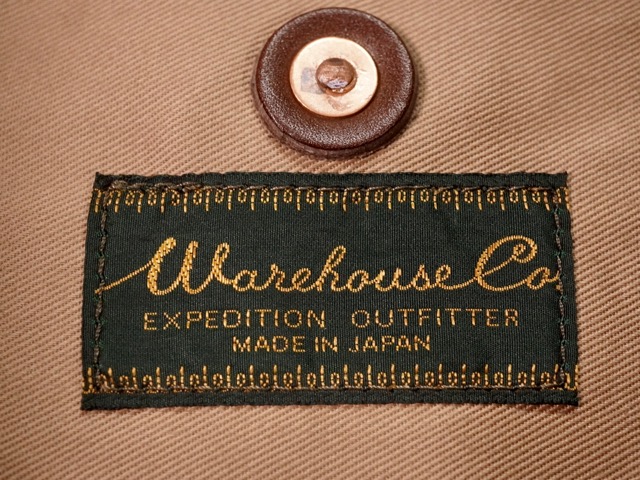 Warehouse Co
EXPEDITION OUTFITTER
MADE IN JAPAN